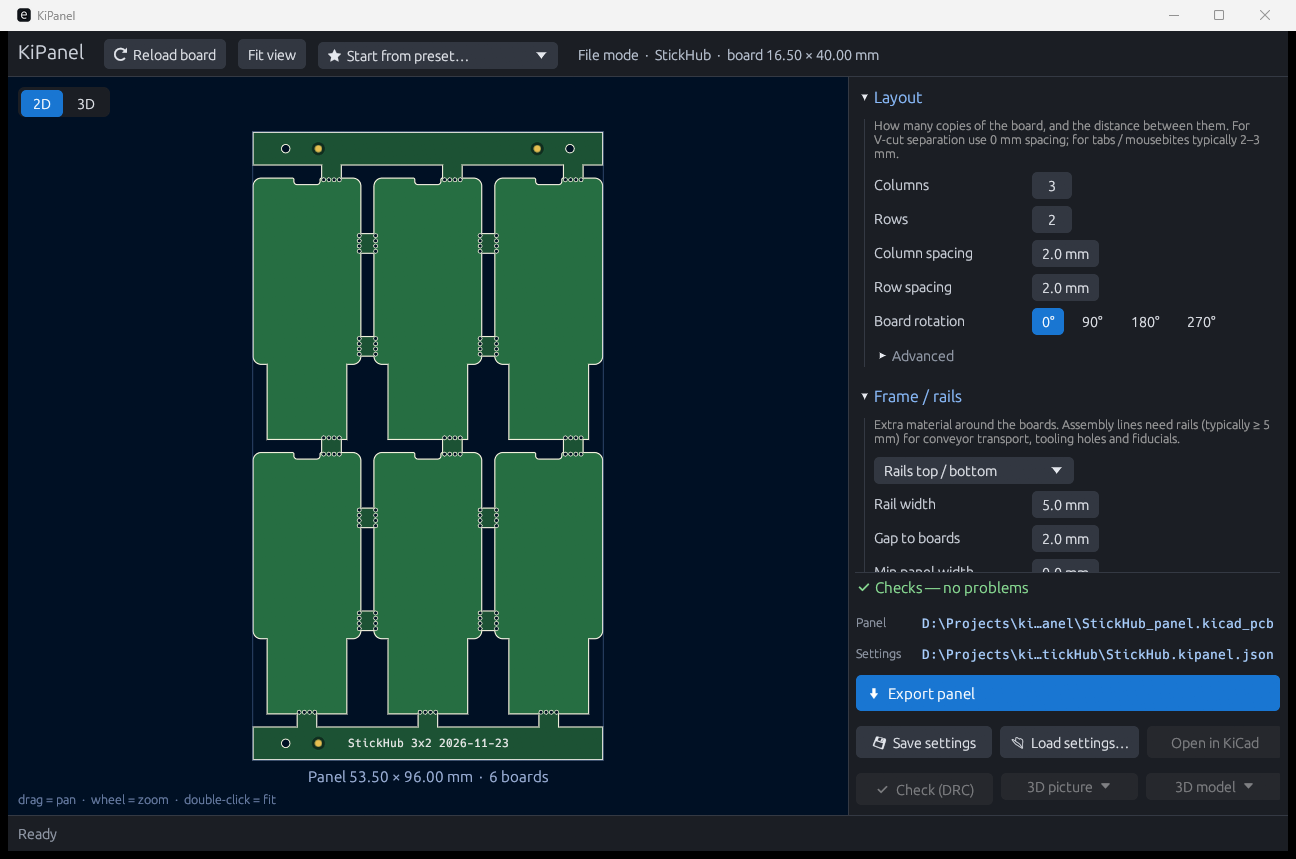 e KiPanel
KiPanel
Reload board
Fit view
Start from preset…
File mode · StickHub · board 16.50 × 40.00 mm
2D 3D
StickHub 3x2 2026-11-23
Panel 53.50 × 96.00 mm · 6 boards
drag = pan · wheel = zoom · double-click = fit
Layout
How many copies of the board, and the distance between them. For
V-cut separation use 0 mm spacing; for tabs / mousebites typically 2–3
mm.
Columns 3
Rows 2
Column spacing 2.0 mm
Row spacing 2.0 mm
Board rotation 0° 90° 180° 270°
Advanced
Frame / rails
Extra material around the boards. Assembly lines need rails (typically ≥ 5
mm) for conveyor transport, tooling holes and fiducials.
Rails top / bottom
Rail width 5.0 mm
Gap to boards 2.0 mm
Min panel width 0.0 mm
Checks — no problems
Panel D:\Projects\ki…anel\StickHub_panel.kicad_pcb
Settings D:\Projects\ki…tickHub\StickHub.kipanel.json
Export panel
Save settings Load settings… Open in KiCad
Check (DRC) 3D picture 3D model
Ready